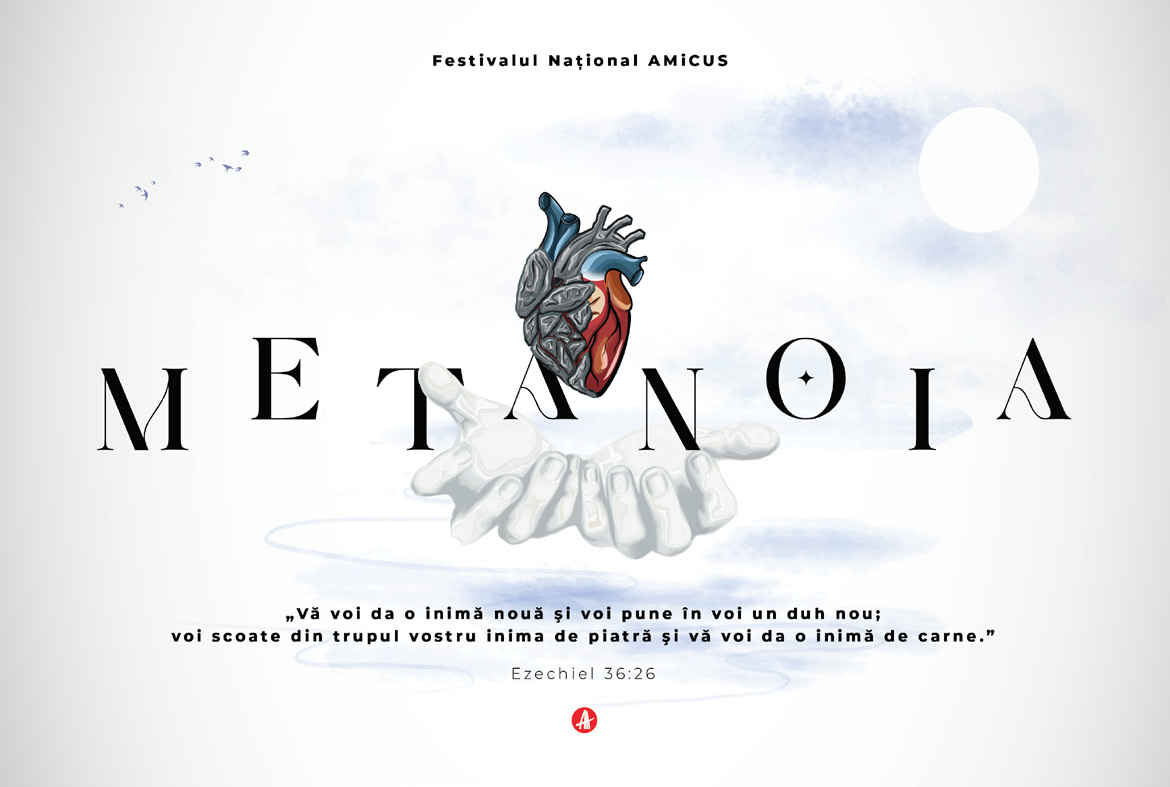 Festivalul Național AMiCUS
METANOIA
„Vă voi da o inimă nouă şi voi pune în voi un duh nou;
voi scoate din trupul vostru inima de piatră şi vă voi da o inimă de carne.”
Ezechiel 36:26
A